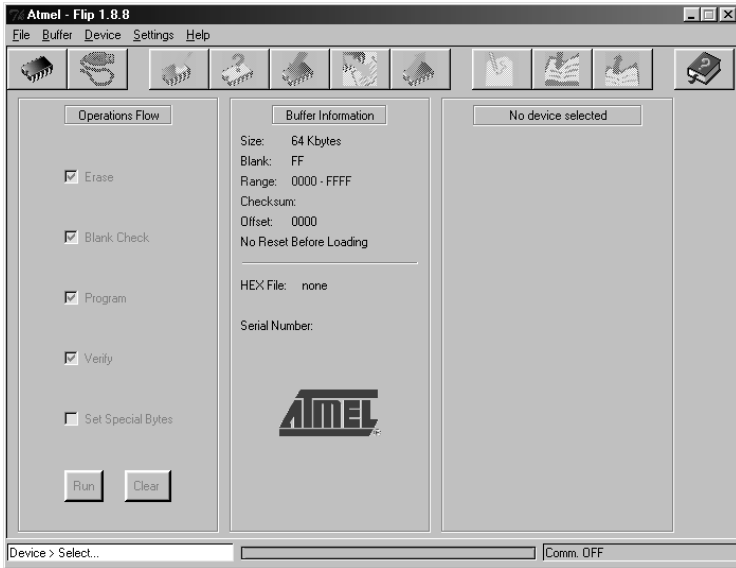 Atmel - Flip 1.8.8
File Buffer Device Settings Help
Operations Flow
Erase
Blank Check
Program
Verify
Set Special Bytes
Run Clear
Buffer Information
Size: 64 Kbytes
Blank: FF
Range: 0000 - FFFF
Checksum:
Offset: 0000
No Reset Before Loading
HEX File: none
Serial Number:
ATMEL
No device selected
Device > Select...
Comm. OFF